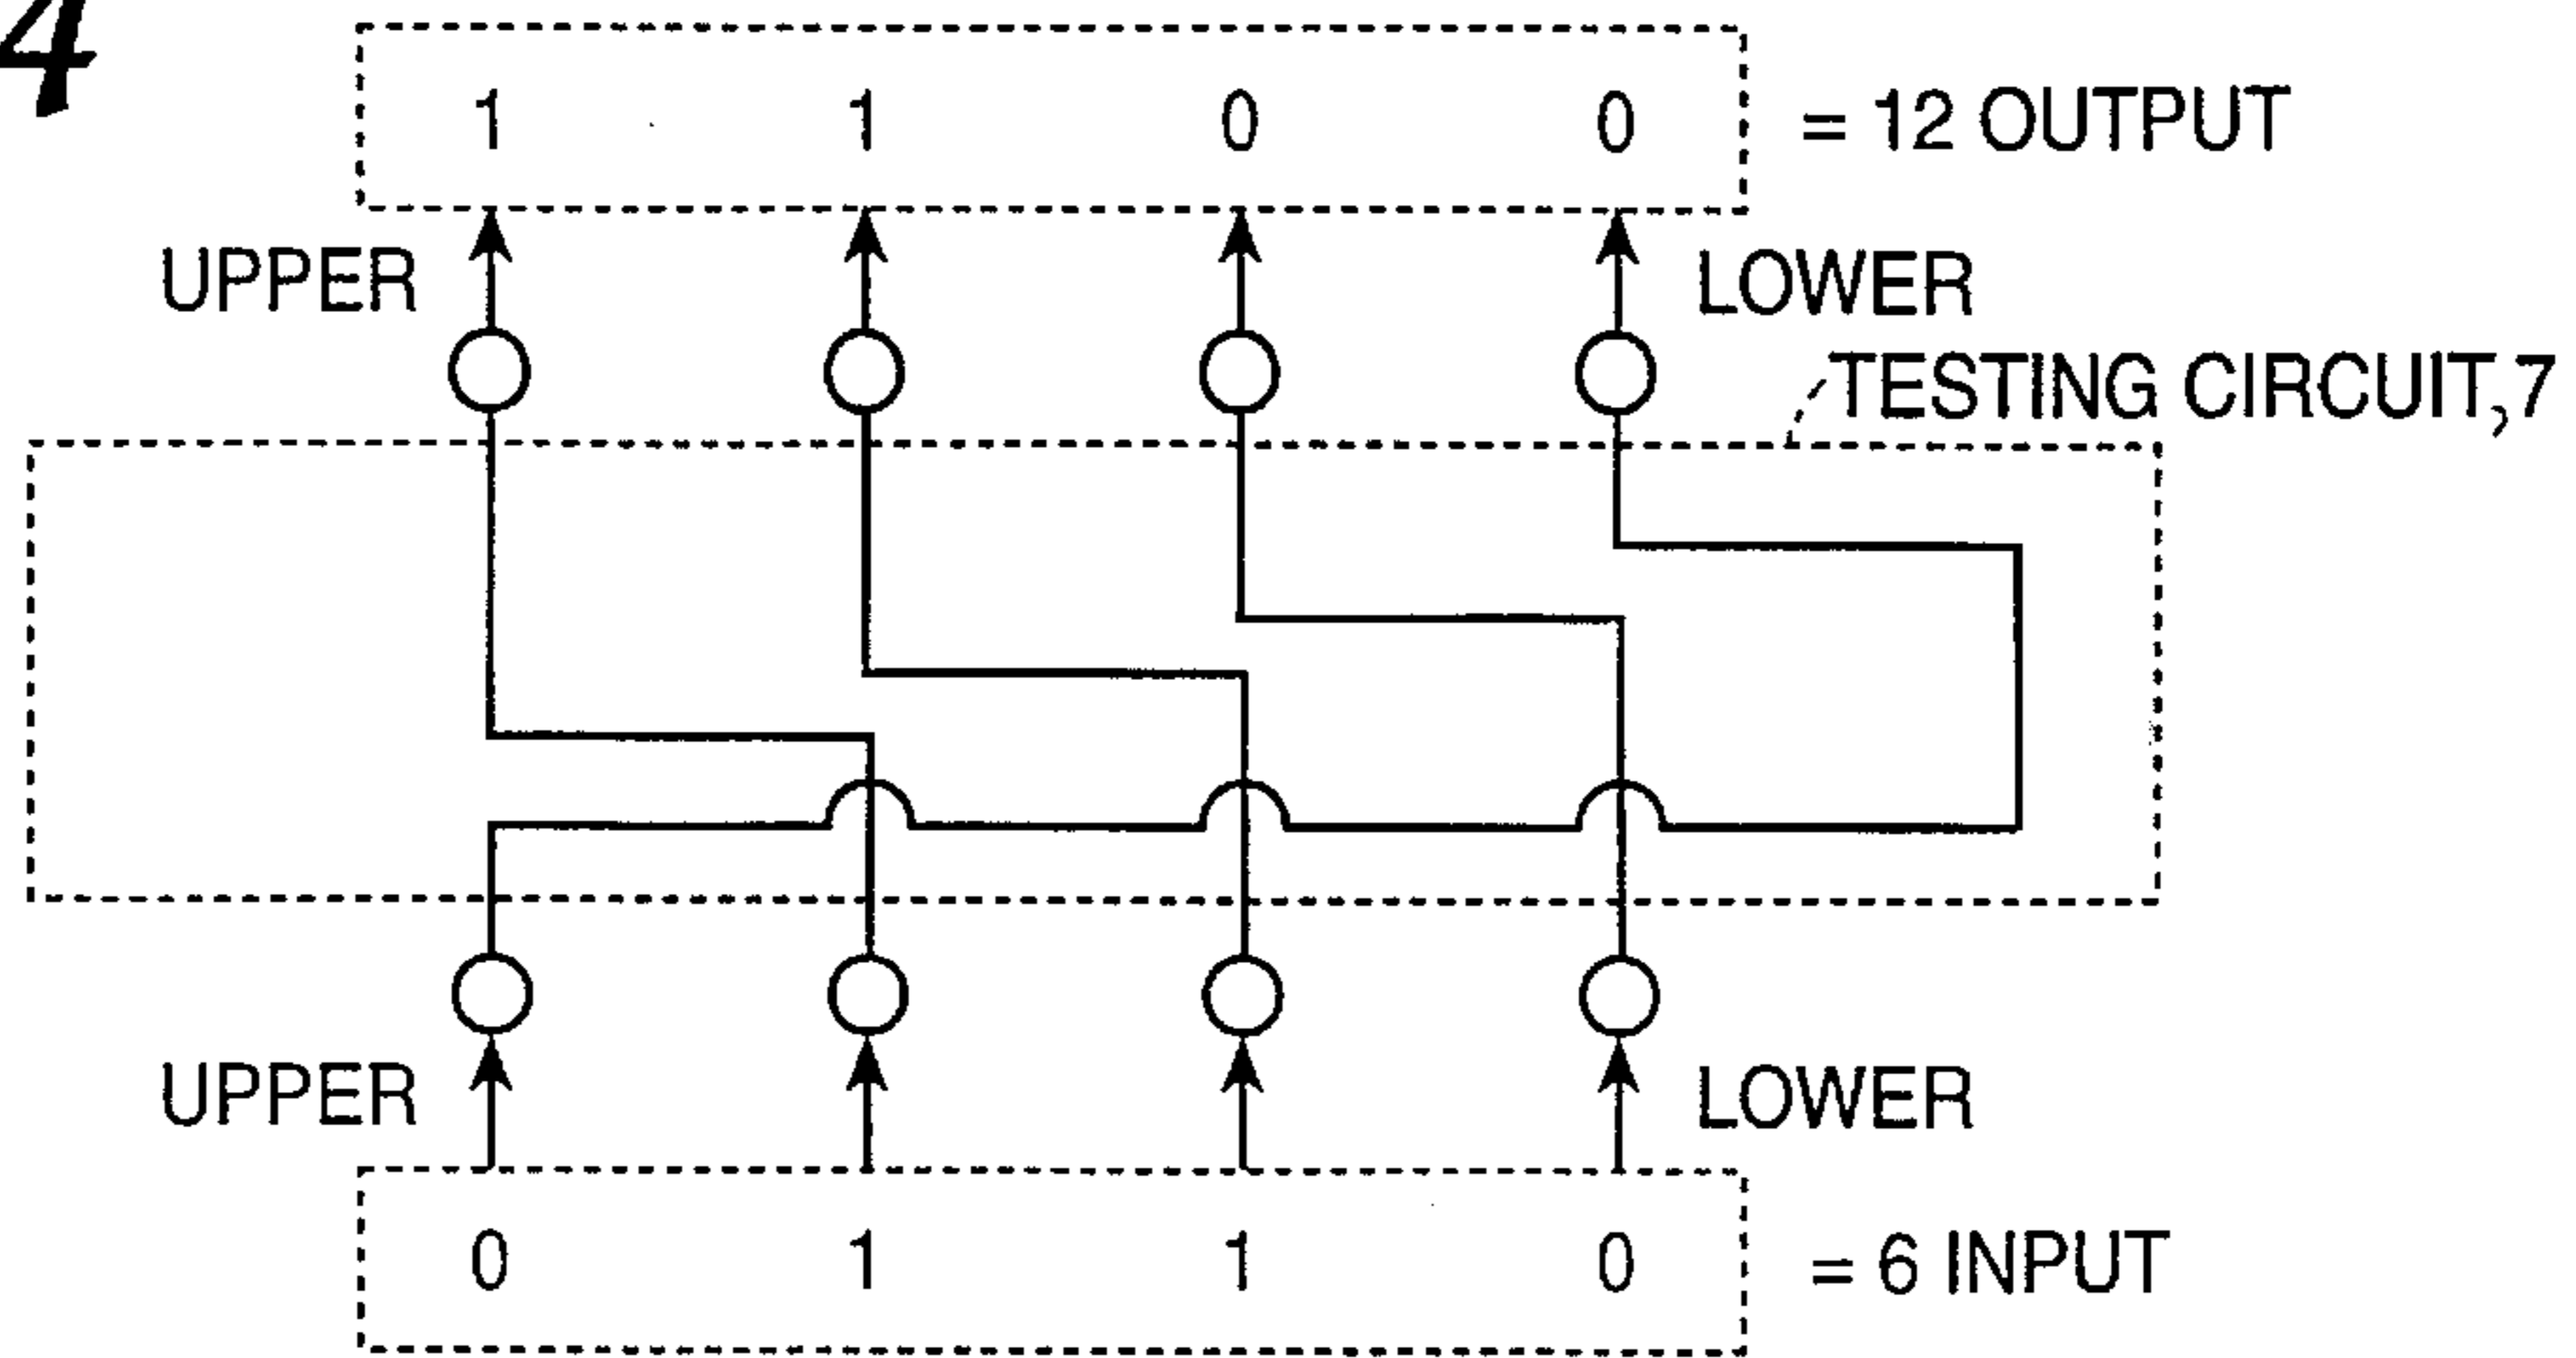 4
1 1 0 0 = 12 OUTPUT
UPPER LOWER
TESTING CIRCUIT,7
UPPER LOWER
0 1 1 0 = 6 INPUT